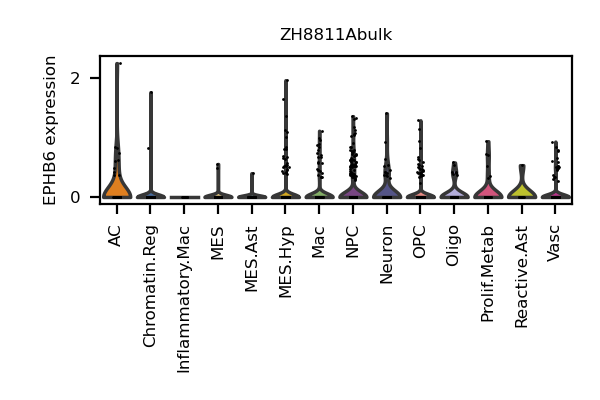 ZH8811Abulk
EPHB6 expression
2
0
AC
Chromatin.Reg
Inflammatory.Mac
MES
MES.Ast
MES.Hyp
Mac
NPC
Neuron
OPC
Oligo
Prolif.Metab
Reactive.Ast
Vasc